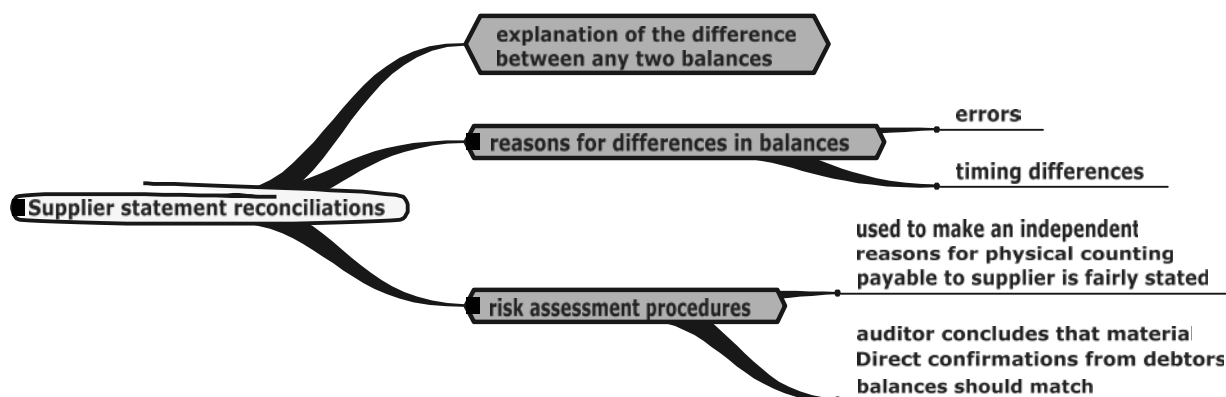 explanation of the difference
between any two balances
reasons for differences in balances
errors
timing differences
Supplier statement reconciliations
risk assessment procedures
used to make an independent
reasons for physical counting
payable to supplier is fairly stated
auditor concludes that material
Direct confirmations from debtors
balances should match